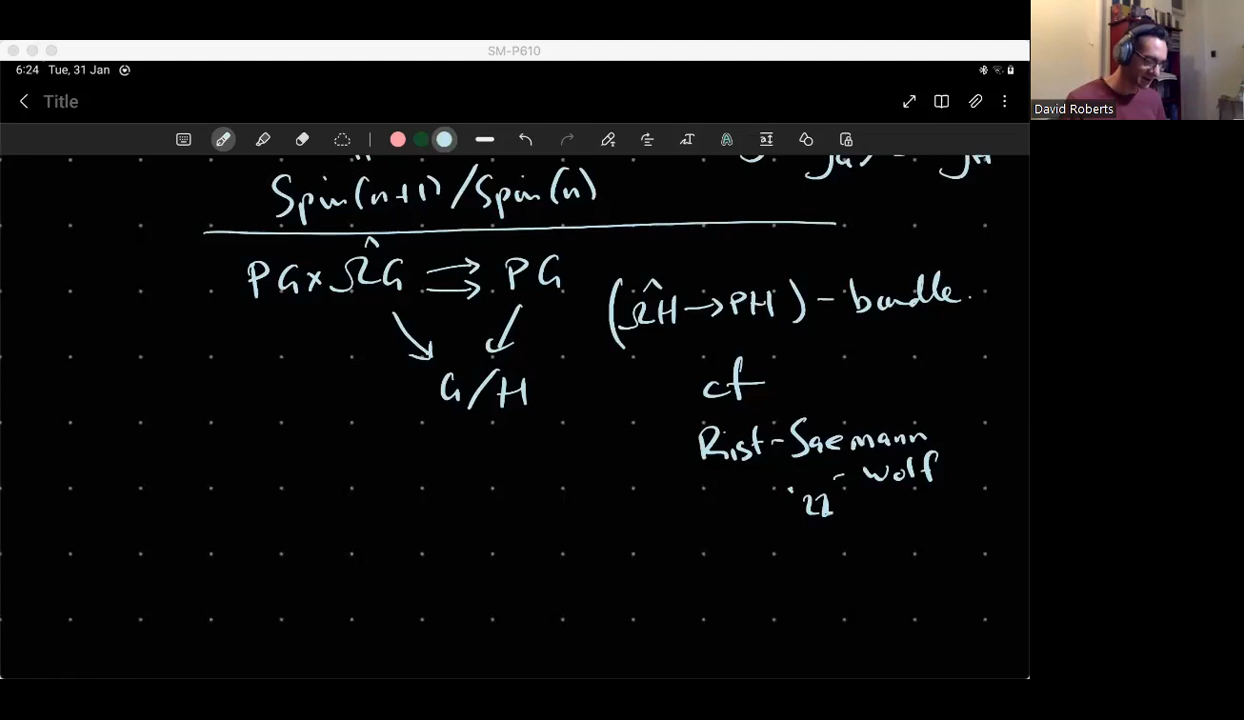 SM-P610
6:24 Tue, 31 Jan
Title
David Roberts
Spin(n+1)/Spin(n)
PG × Ω̂G ⇉ PG
(Ω̂H → PH) - bundle.
G/H
cf
Rist-Saemann
- Wolf
'22